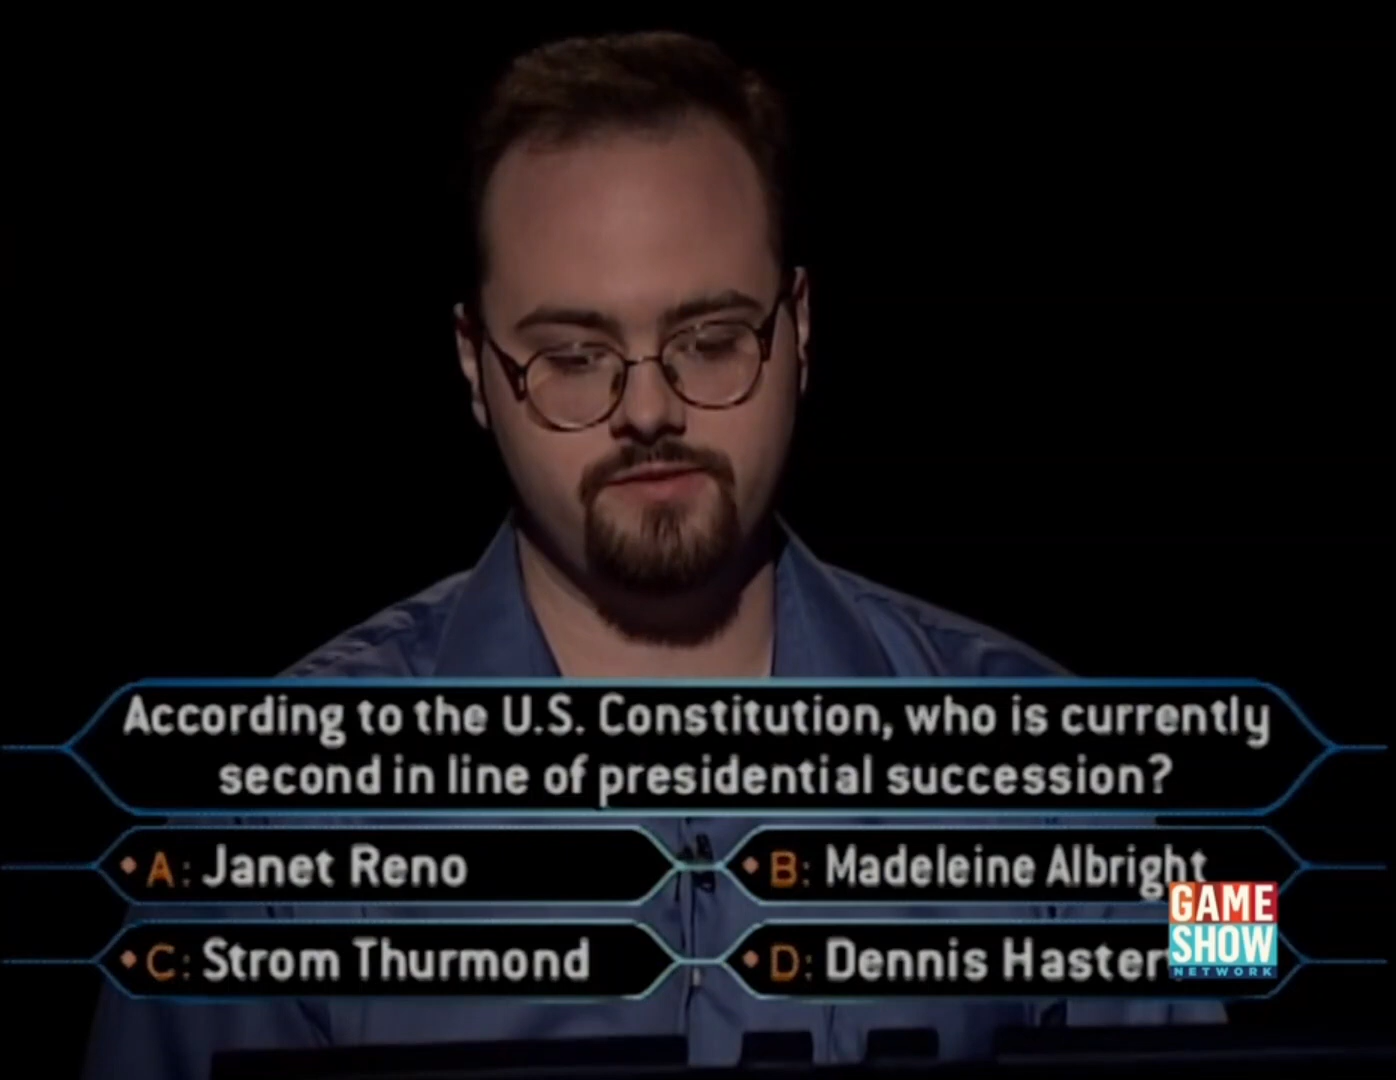 According to the U.S. Constitution, who is currently
second in line of presidential succession?
A: Janet Reno
B: Madeleine Albright
C: Strom Thurmond
D: Dennis Haster
GAME
SHOW
NETWORK